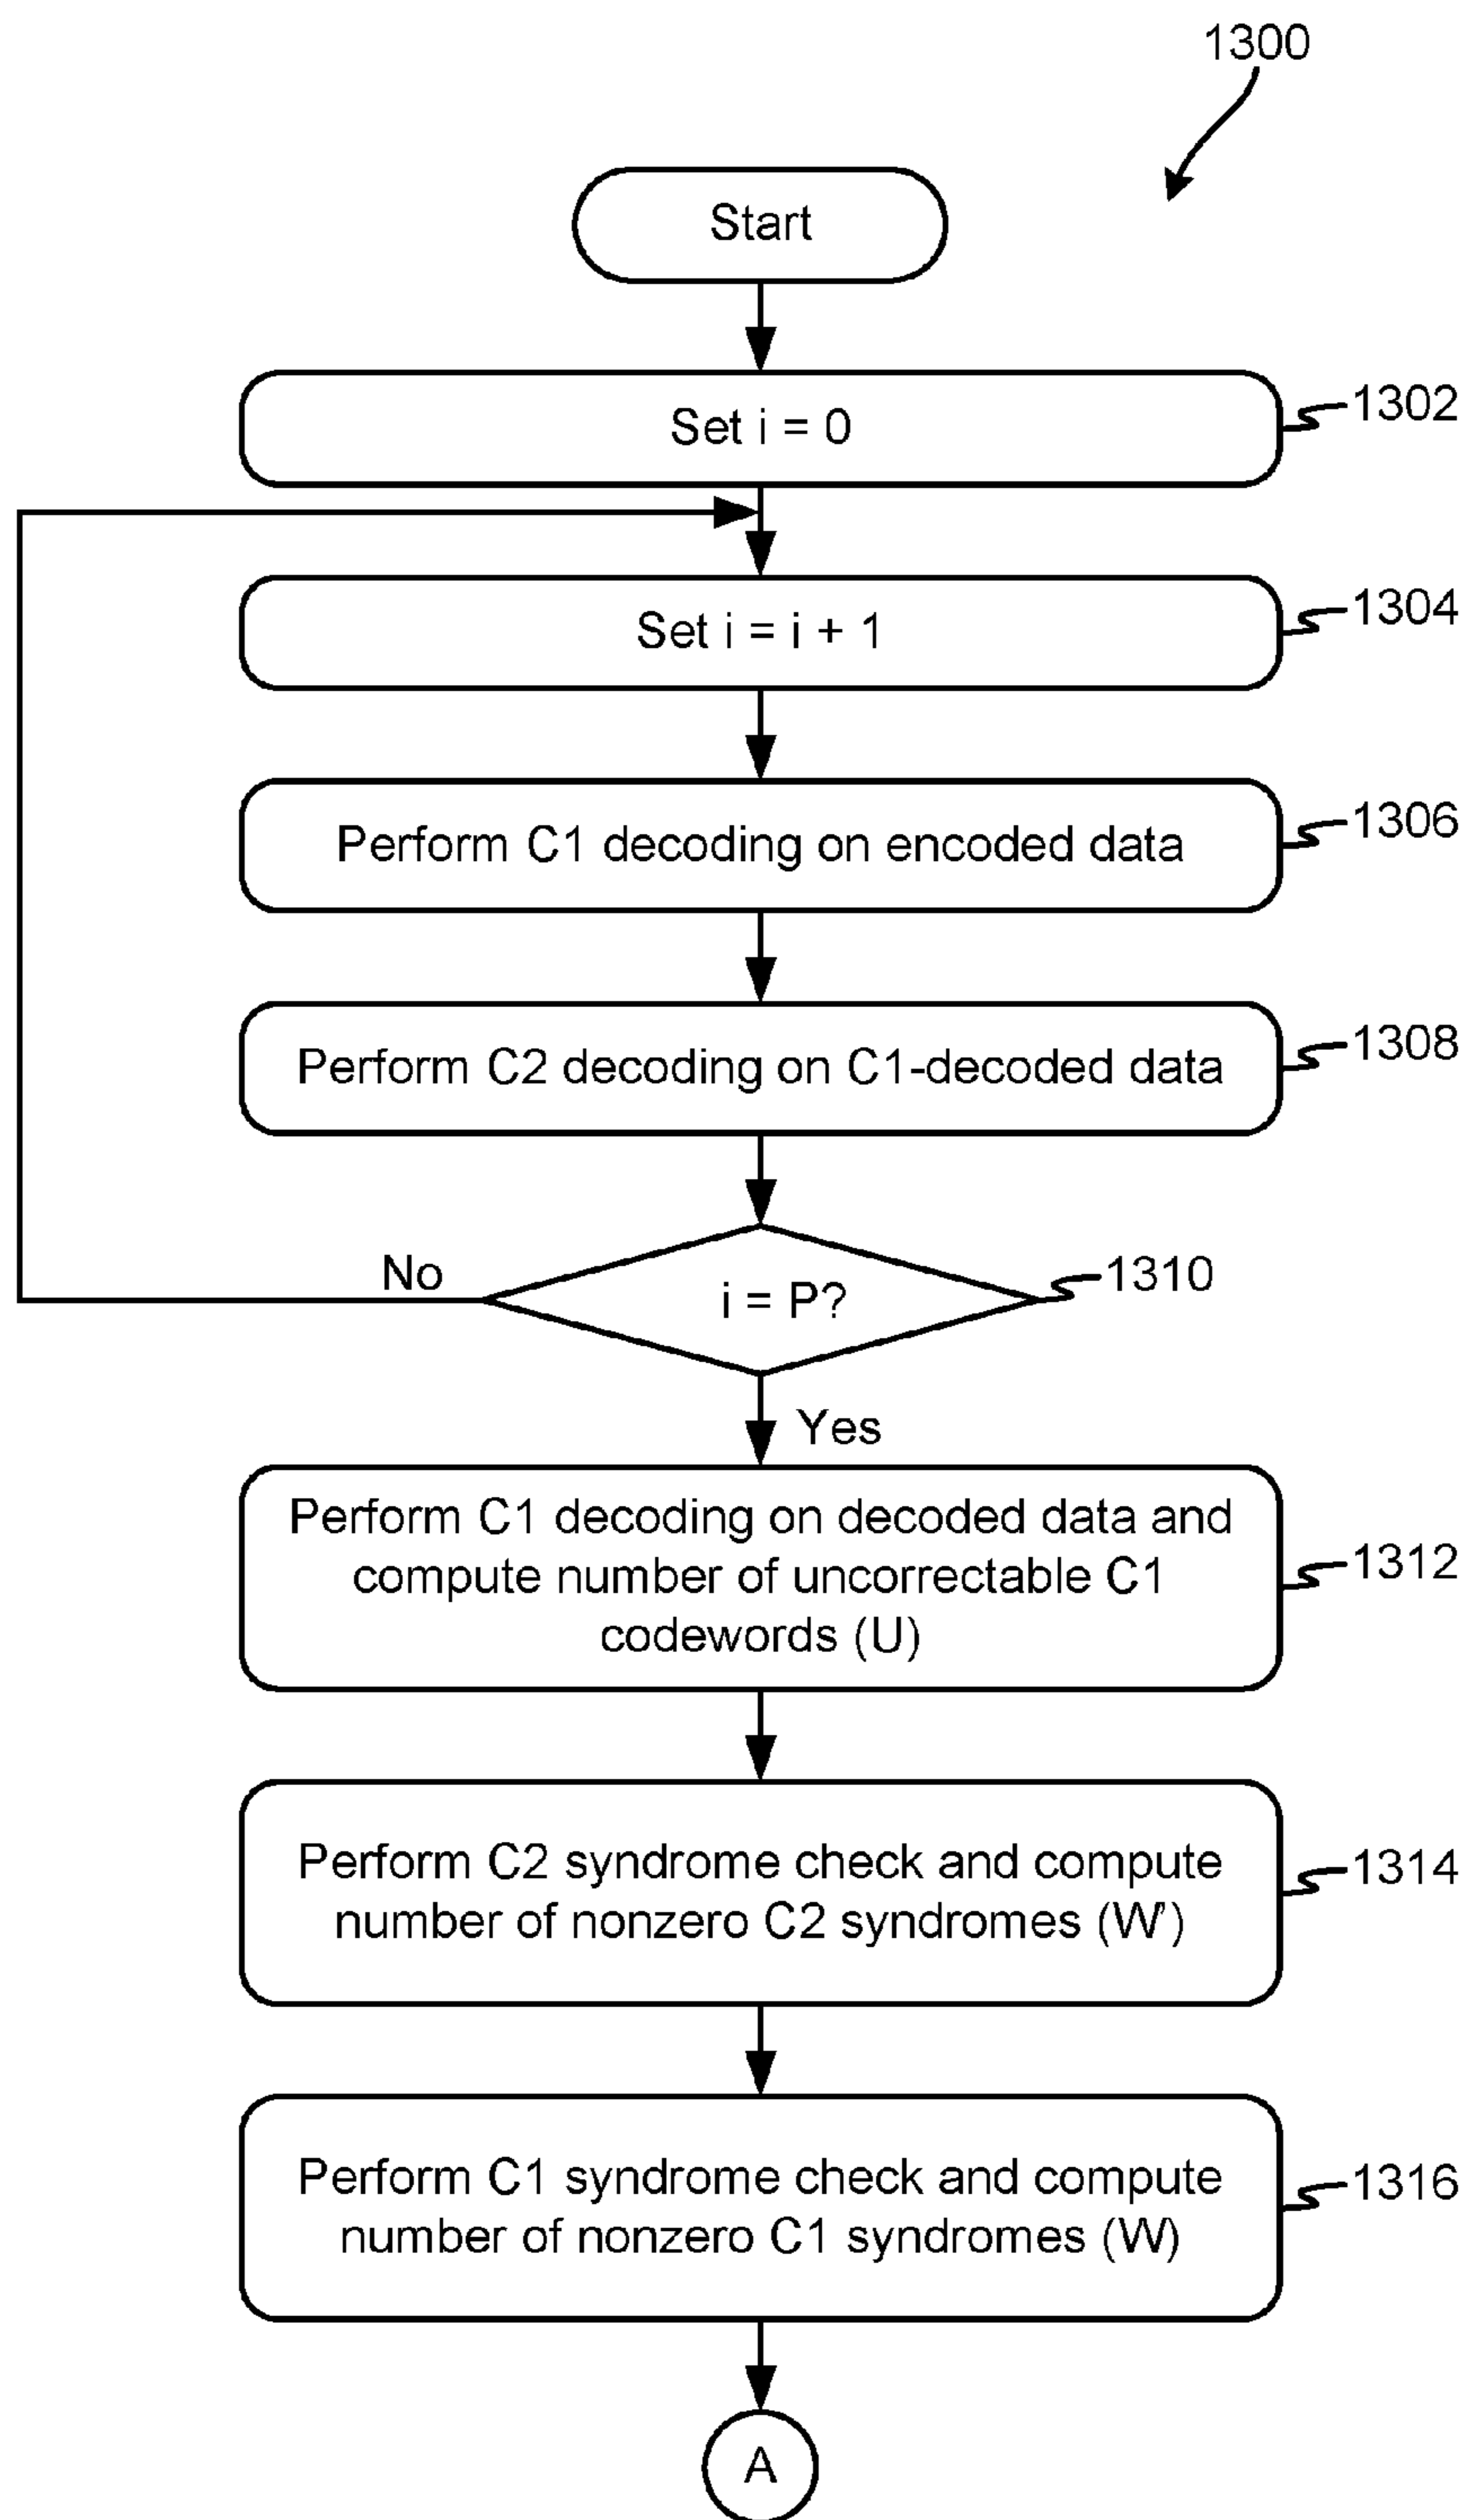 1300
Start
Set i = 0
1302
Set i = i + 1
1304
Perform C1 decoding on encoded data
1306
Perform C2 decoding on C1-decoded data
1308
No
i = P?
1310
Yes
Perform C1 decoding on decoded data and
compute number of uncorrectable C1
codewords (U)
1312
Perform C2 syndrome check and compute
number of nonzero C2 syndromes (W')
1314
Perform C1 syndrome check and compute
number of nonzero C1 syndromes (W)
1316
A